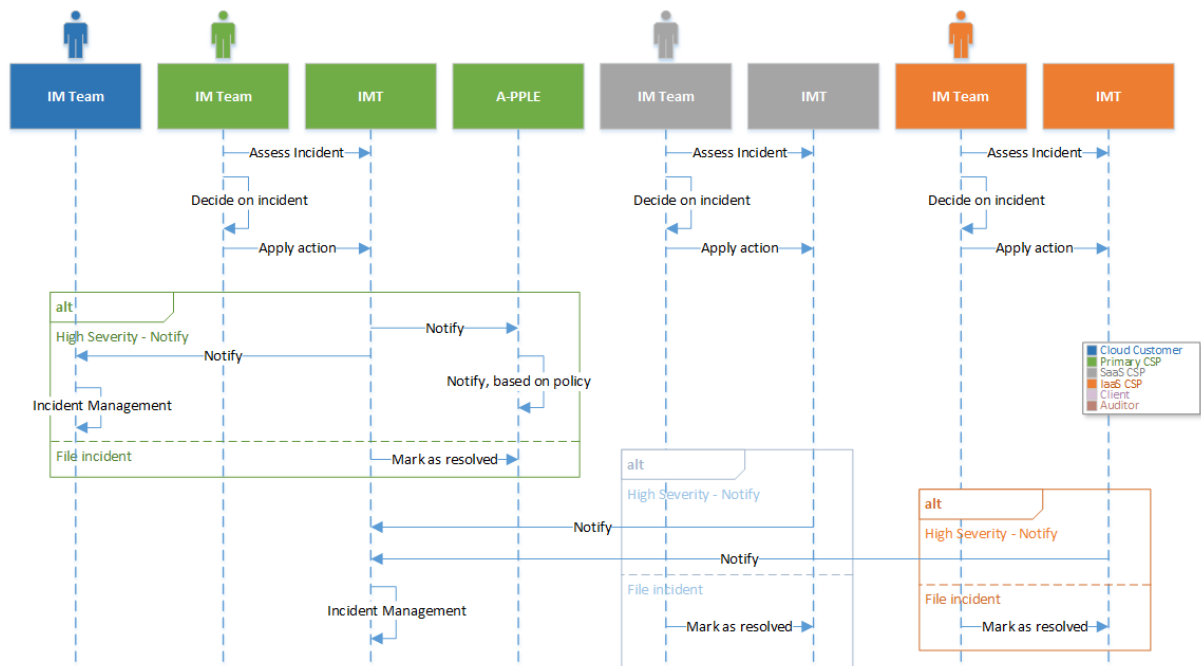 IM Team
IM Team
IMT
A-PPLE
IM Team
IMT
IM Team
IMT
Assess Incident
Assess Incident
Assess Incident
Decide on incident
Decide on incident
Decide on incident
Apply action
Apply action
Apply action
alt
High Severity - Notify
Notify
Notify
Notify, based on policy
Incident Management
File incident
Mark as resolved
Cloud Customer
Primary CSP
SaaS CSP
IaaS CSP
Client
Auditor
alt
High Severity - Notify
Notify
alt
High Severity - Notify
Notify
File incident
Incident Management
Mark as resolved
File incident
Mark as resolved